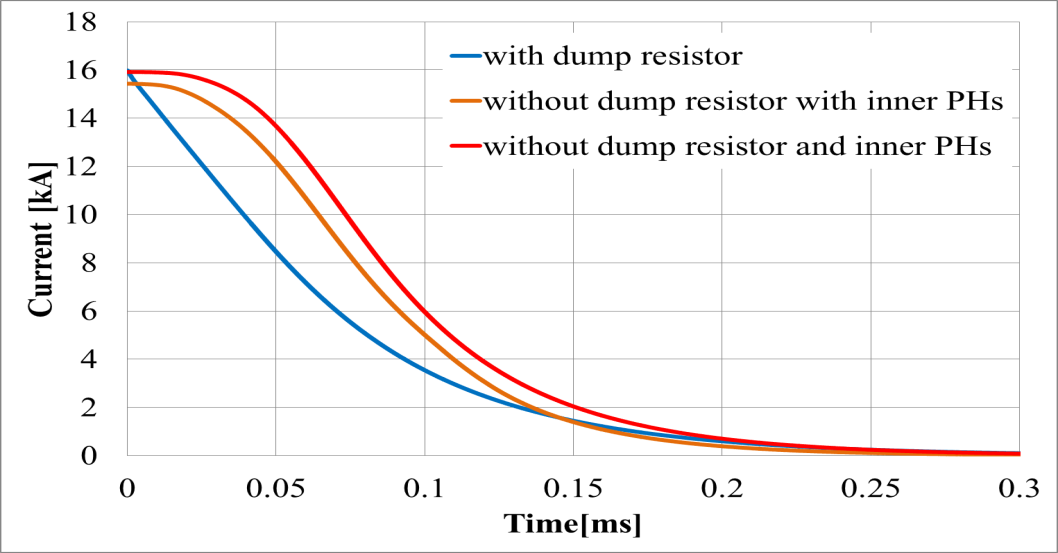 18
16
14
12
10
8
6
4
2
0
Current [kA]
with dump resistor
without dump resistor with inner PHs
without dump resistor and inner PHs
0 0.05 0.1 0.15 0.2 0.25 0.3
Time[ms]